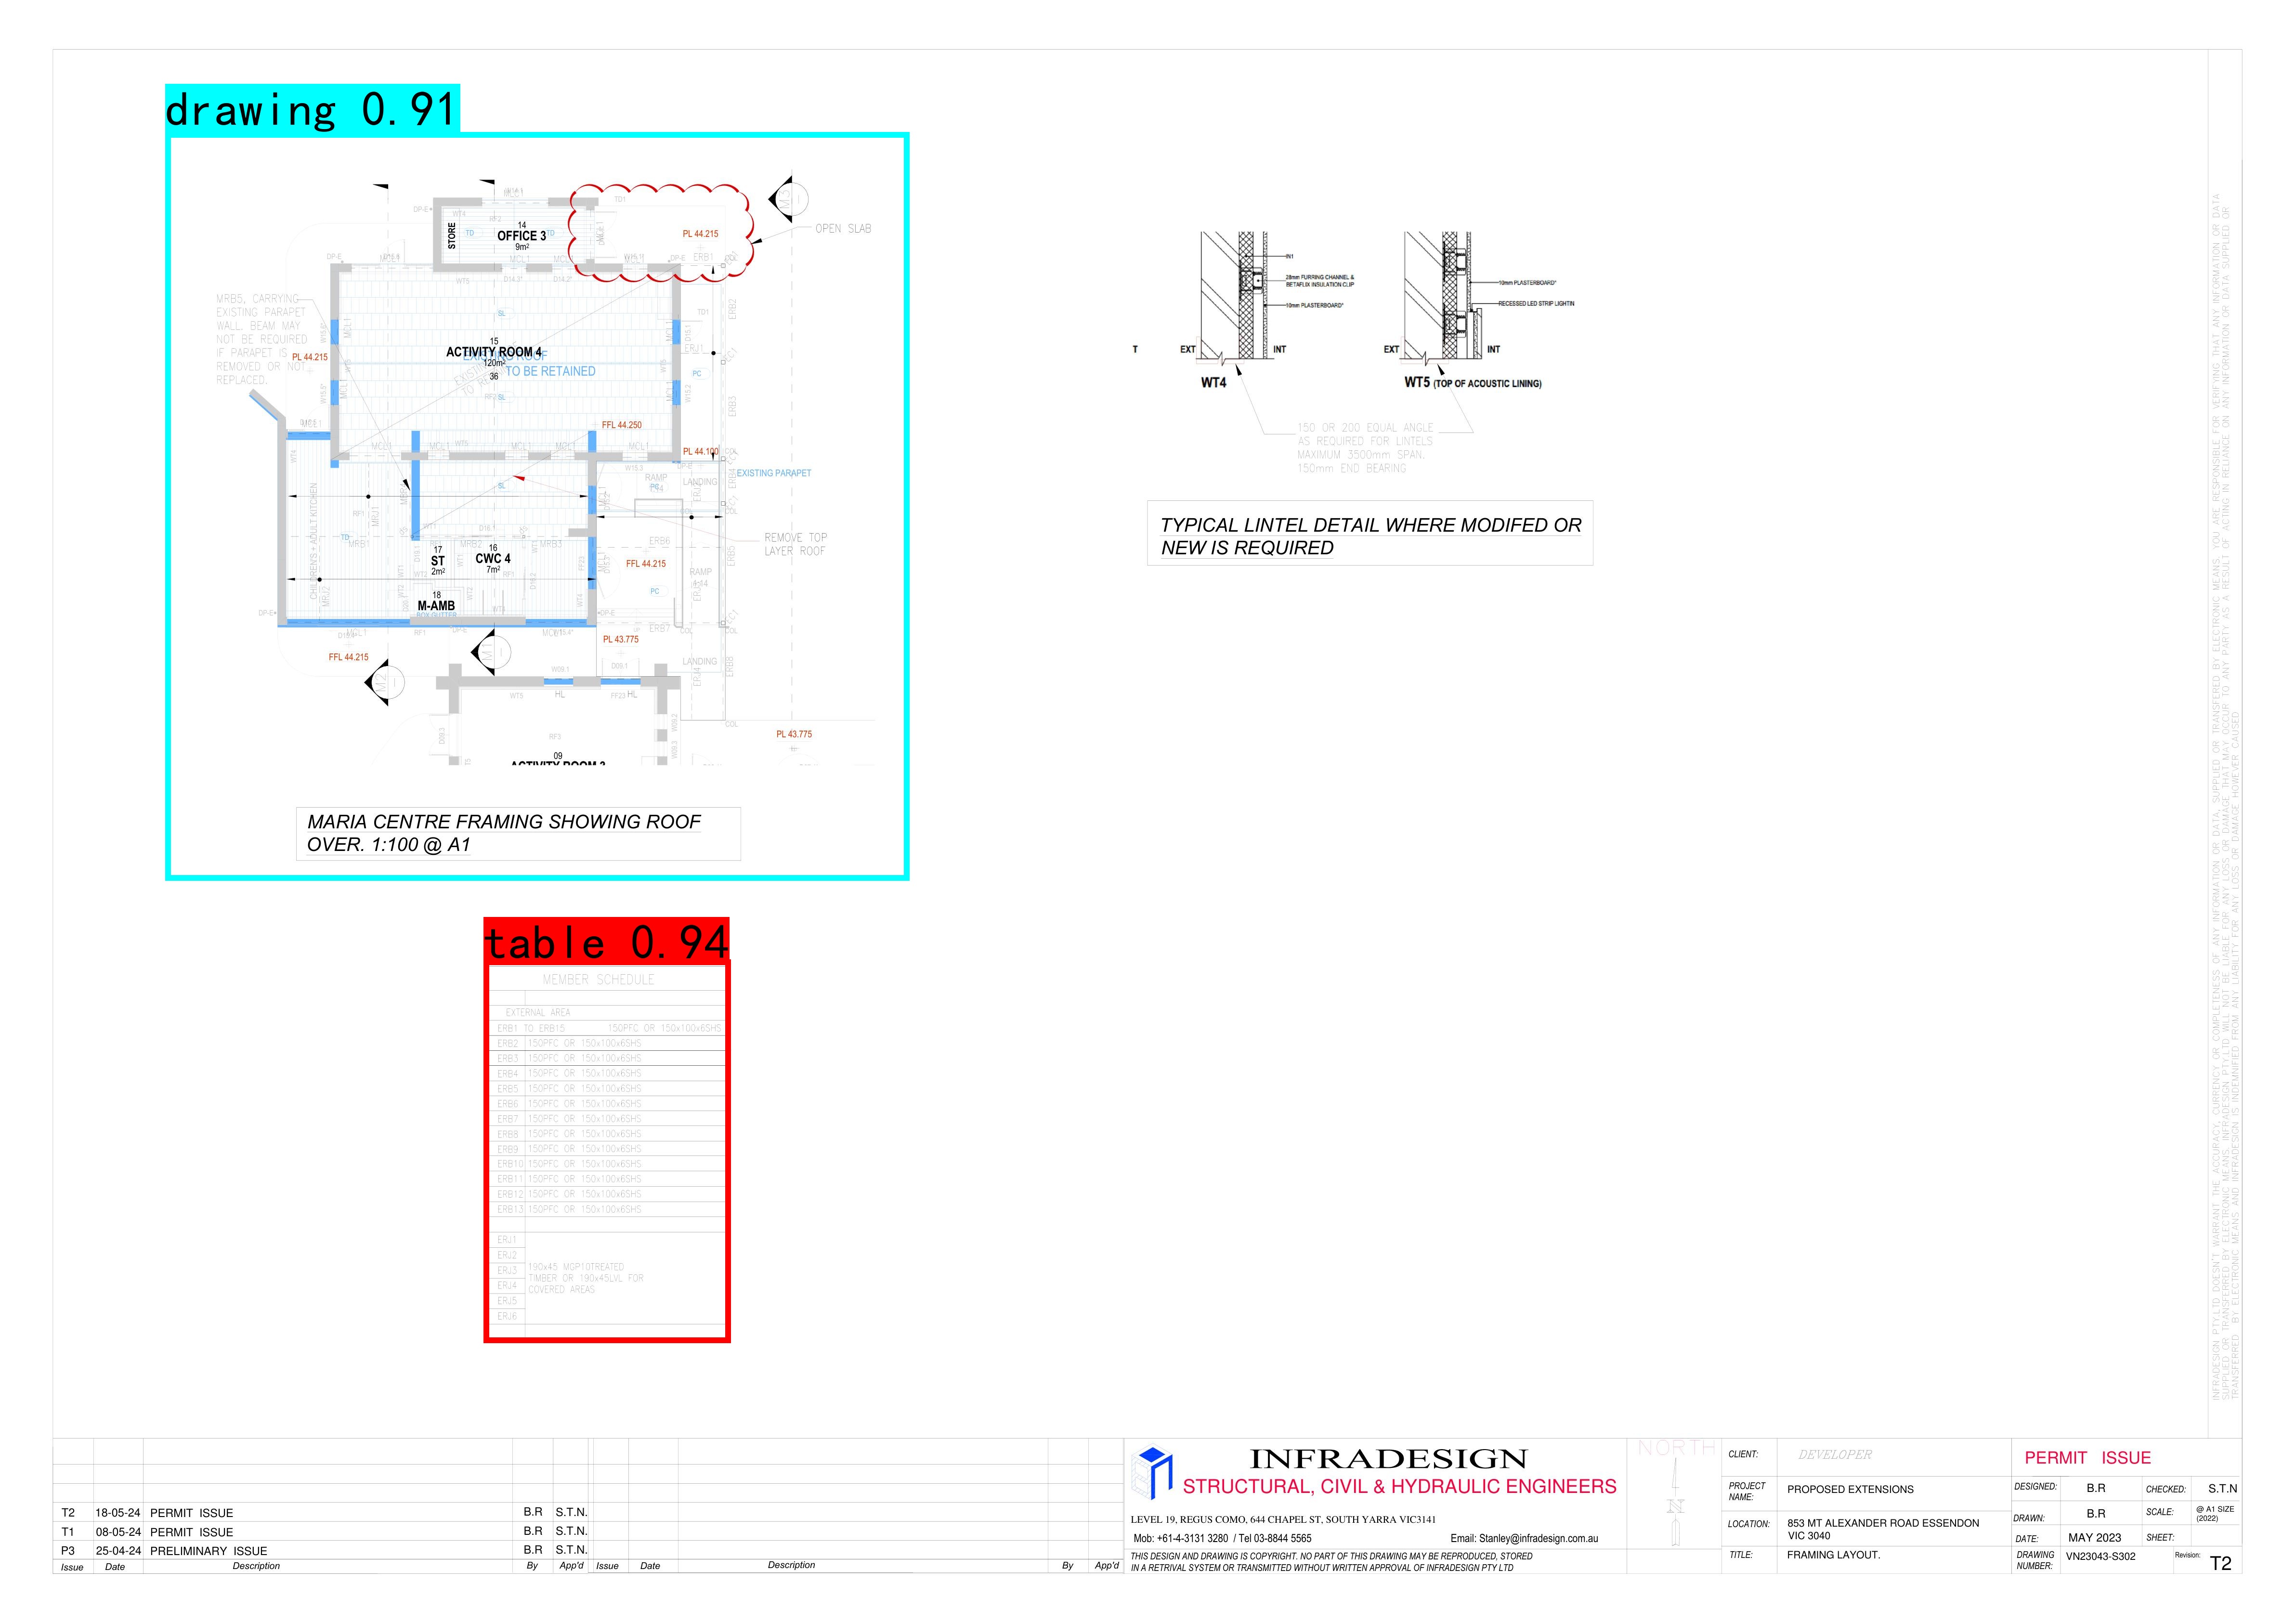 drawing 0.91
OPEN SLAB
STORE
14
OFFICE 3
9m²
PL 44.215
MRB5, CARRYING
EXISTING PARAPET
WALL. BEAM MAY
NOT BE REQUIRED
IF PARAPET IS
REMOVED OR NOT
REPLACED.
PL 44.215
15
ACTIVITY ROOM 4
120m²
36
TO BE RETAINED
FFL 44.250
PL 44.100
EXISTING PARAPET
RAMP
LANDING
REMOVE TOP
LAYER ROOF
CHILDREN'S + ADULT KITCHEN
17
ST
2m²
16
CWC 4
7m²
FFL 44.215
RAMP
18
M-AMB
PL 43.775
FFL 44.215
LANDING
M1
M2
M3
ERB1
ERB2
ERB3
ERB5
ERB6
ERB7
ERB8
PL 43.775
09
MARIA CENTRE FRAMING SHOWING ROOF
OVER. 1:100 @ A1
IN1
28mm FURRING CHANNEL &
BETAFLIX INSULATION CLIP
10mm PLASTERBOARD*
T
EXT
INT
WT4
10mm PLASTERBOARD*
RECESSED LED STRIP LIGHTIN
EXT
INT
WT5 (TOP OF ACOUSTIC LINING)
150 OR 200 EQUAL ANGLE
AS REQUIRED FOR LINTELS
MAXIMUM 3500mm SPAN.
150mm END BEARING
TYPICAL LINTEL DETAIL WHERE MODIFED OR
NEW IS REQUIRED
table 0.94
MEMBER SCHEDULE
EXTERNAL AREA
ERB1 TO ERB15 150PFC OR 150x100x6SHS
ERB2 150PFC OR 150x100x6SHS
ERB3 150PFC OR 150x100x6SHS
ERB4 150PFC OR 150x100x6SHS
ERB5 150PFC OR 150x100x6SHS
ERB6 150PFC OR 150x100x6SHS
ERB7 150PFC OR 150x100x6SHS
ERB8 150PFC OR 150x100x6SHS
ERB9 150PFC OR 150x100x6SHS
ERB10 150PFC OR 150x100x6SHS
ERB11 150PFC OR 150x100x6SHS
ERB12 150PFC OR 150x100x6SHS
ERB13 150PFC OR 150x100x6SHS
ERJ1
ERJ2
ERJ3
ERJ4
ERJ5
ERJ6
190x45 MGP10TREATED
TIMBER OR 190x45LVL FOR
COVERED AREAS
INFRADESIGN PTY.LTD DOESN'T WARRANT THE ACCURACY, CURRENCY OR COMPLETENESS OF ANY INFORMATION OR DATA SUPPLIED OR TRANSFERRED BY ELECTRONIC MEANS. YOU ARE RESPONSIBLE FOR VERIFYING THAT ANY INFORMATION OR DATA
SUPPLIED OR TRANSFERRED BY ELECTRONIC MEANS, INFRADESIGN PTY.LTD WILL NOT BE LIABLE FOR ANY LOSS OR DAMAGE THAT MAY OCCUR TO ANY PARTY AS A RESULT OF ACTING IN RELIANCE ON ANY INFORMATION OR DATA SUPPLIED OR
TRANSFERRED BY ELECTRONIC MEANS AND INFRADESIGN IS INDEMNIFIED FROM ANY LIABILITY FOR ANY LOSS OR DAMAGE HOWEVER CAUSED.
T2 18-05-24 PERMIT ISSUE B.R S.T.N.
T1 08-05-24 PERMIT ISSUE B.R S.T.N.
P3 25-04-24 PRELIMINARY ISSUE B.R S.T.N.
Issue Date Description By App'd Issue Date Description By App'd
INFRADESIGN
STRUCTURAL, CIVIL & HYDRAULIC ENGINEERS
LEVEL 19, REGUS COMO, 644 CHAPEL ST, SOUTH YARRA VIC3141
Mob: +61-4-3131 3280 / Tel 03-8844 5565 Email: Stanley@infradesign.com.au
THIS DESIGN AND DRAWING IS COPYRIGHT. NO PART OF THIS DRAWING MAY BE REPRODUCED, STORED
IN A RETRIVAL SYSTEM OR TRANSMITTED WITHOUT WRITTEN APPROVAL OF INFRADESIGN PTY LTD
NORTH
N
CLIENT: DEVELOPER
PROJECT
NAME: PROPOSED EXTENSIONS
LOCATION: 853 MT ALEXANDER ROAD ESSENDON
VIC 3040
TITLE: FRAMING LAYOUT.
PERMIT ISSUE
DESIGNED: B.R CHECKED: S.T.N
DRAWN: B.R SCALE: @ A1 SIZE
(2022)
DATE: MAY 2023 SHEET:
DRAWING
NUMBER: VN23043-S302 Revision: T2